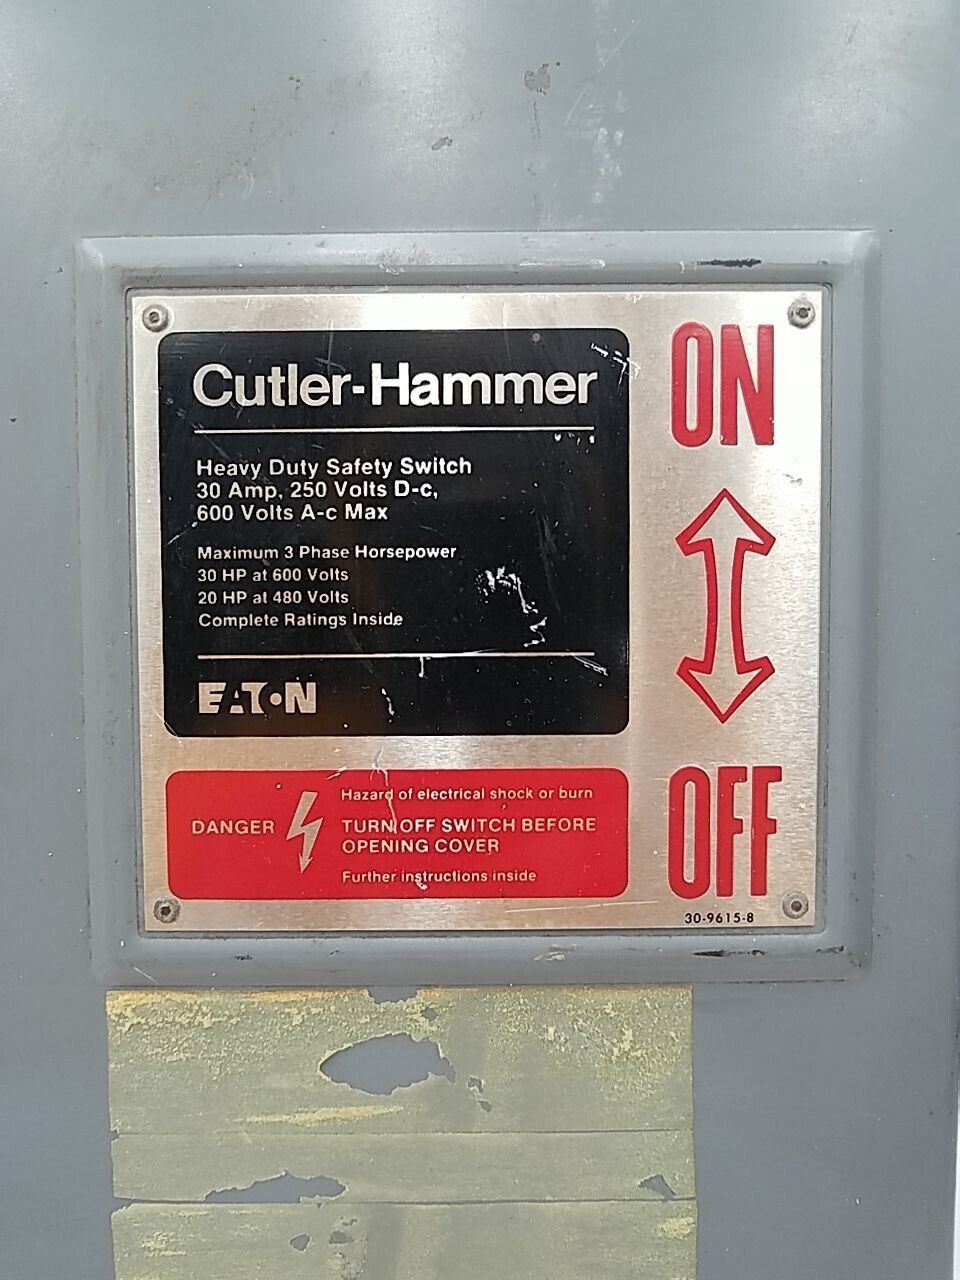 Cutler-Hammer
Heavy Duty Safety Switch
30 Amp, 250 Volts D-c,
600 Volts A-c Max
Maximum 3 Phase Horsepower
30 HP at 600 Volts
20 HP at 480 Volts
Complete Ratings Inside
EATON
ON
OFF
DANGER
Hazard of electrical shock or burn
TURN OFF SWITCH BEFORE
OPENING COVER
Further instructions inside
30-9615-8